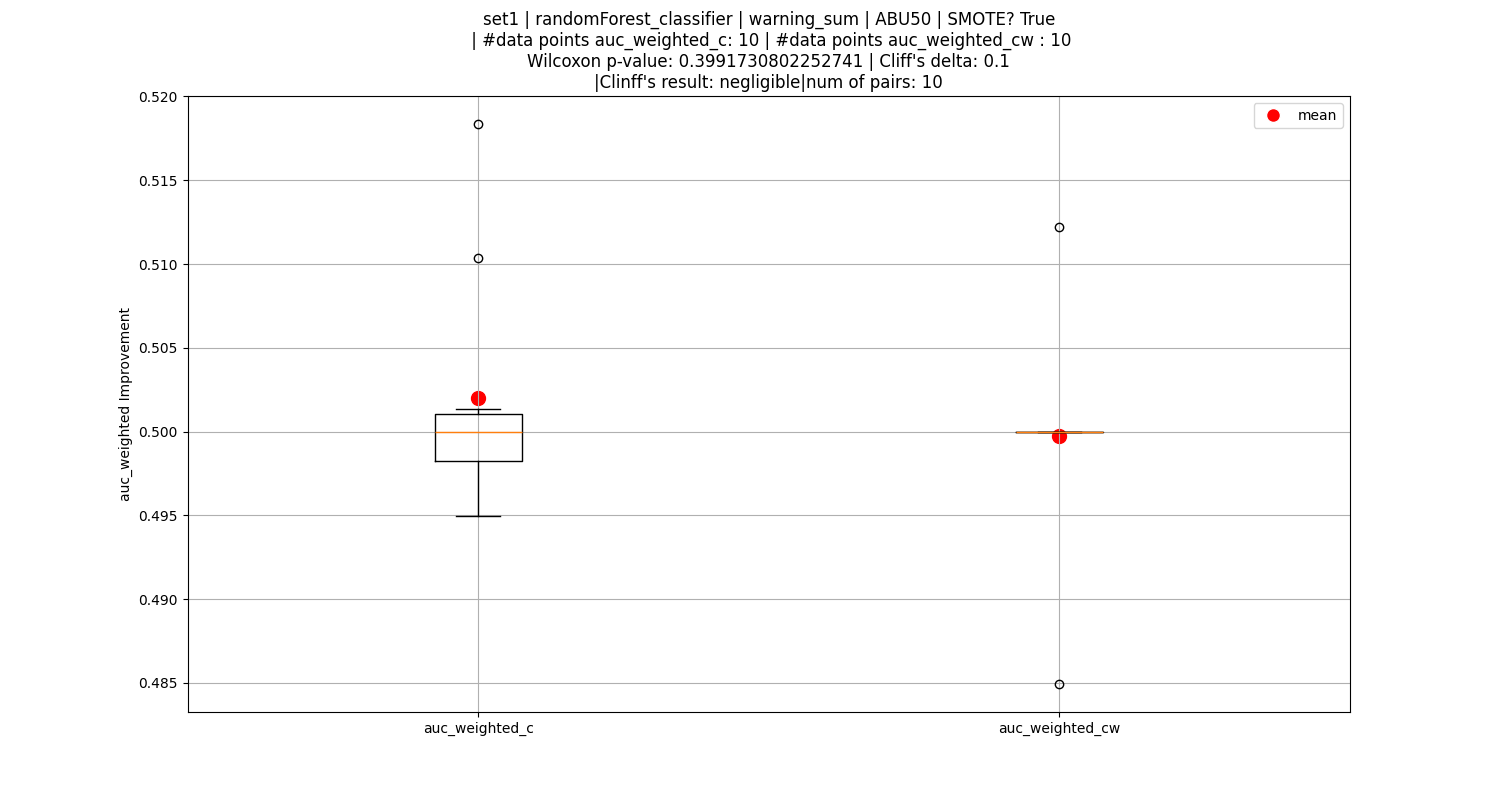 set1 | randomForest_classifier | warning_sum | ABU50 | SMOTE? True
| #data points auc_weighted_c: 10 | #data points auc_weighted_cw : 10
Wilcoxon p-value: 0.3991730802252741 | Cliff's delta: 0.1
|Clinff's result: negligible|num of pairs: 10
mean
auc_weighted Improvement
0.520
0.515
0.510
0.505
0.500
0.495
0.490
0.485
auc_weighted_c
auc_weighted_cw